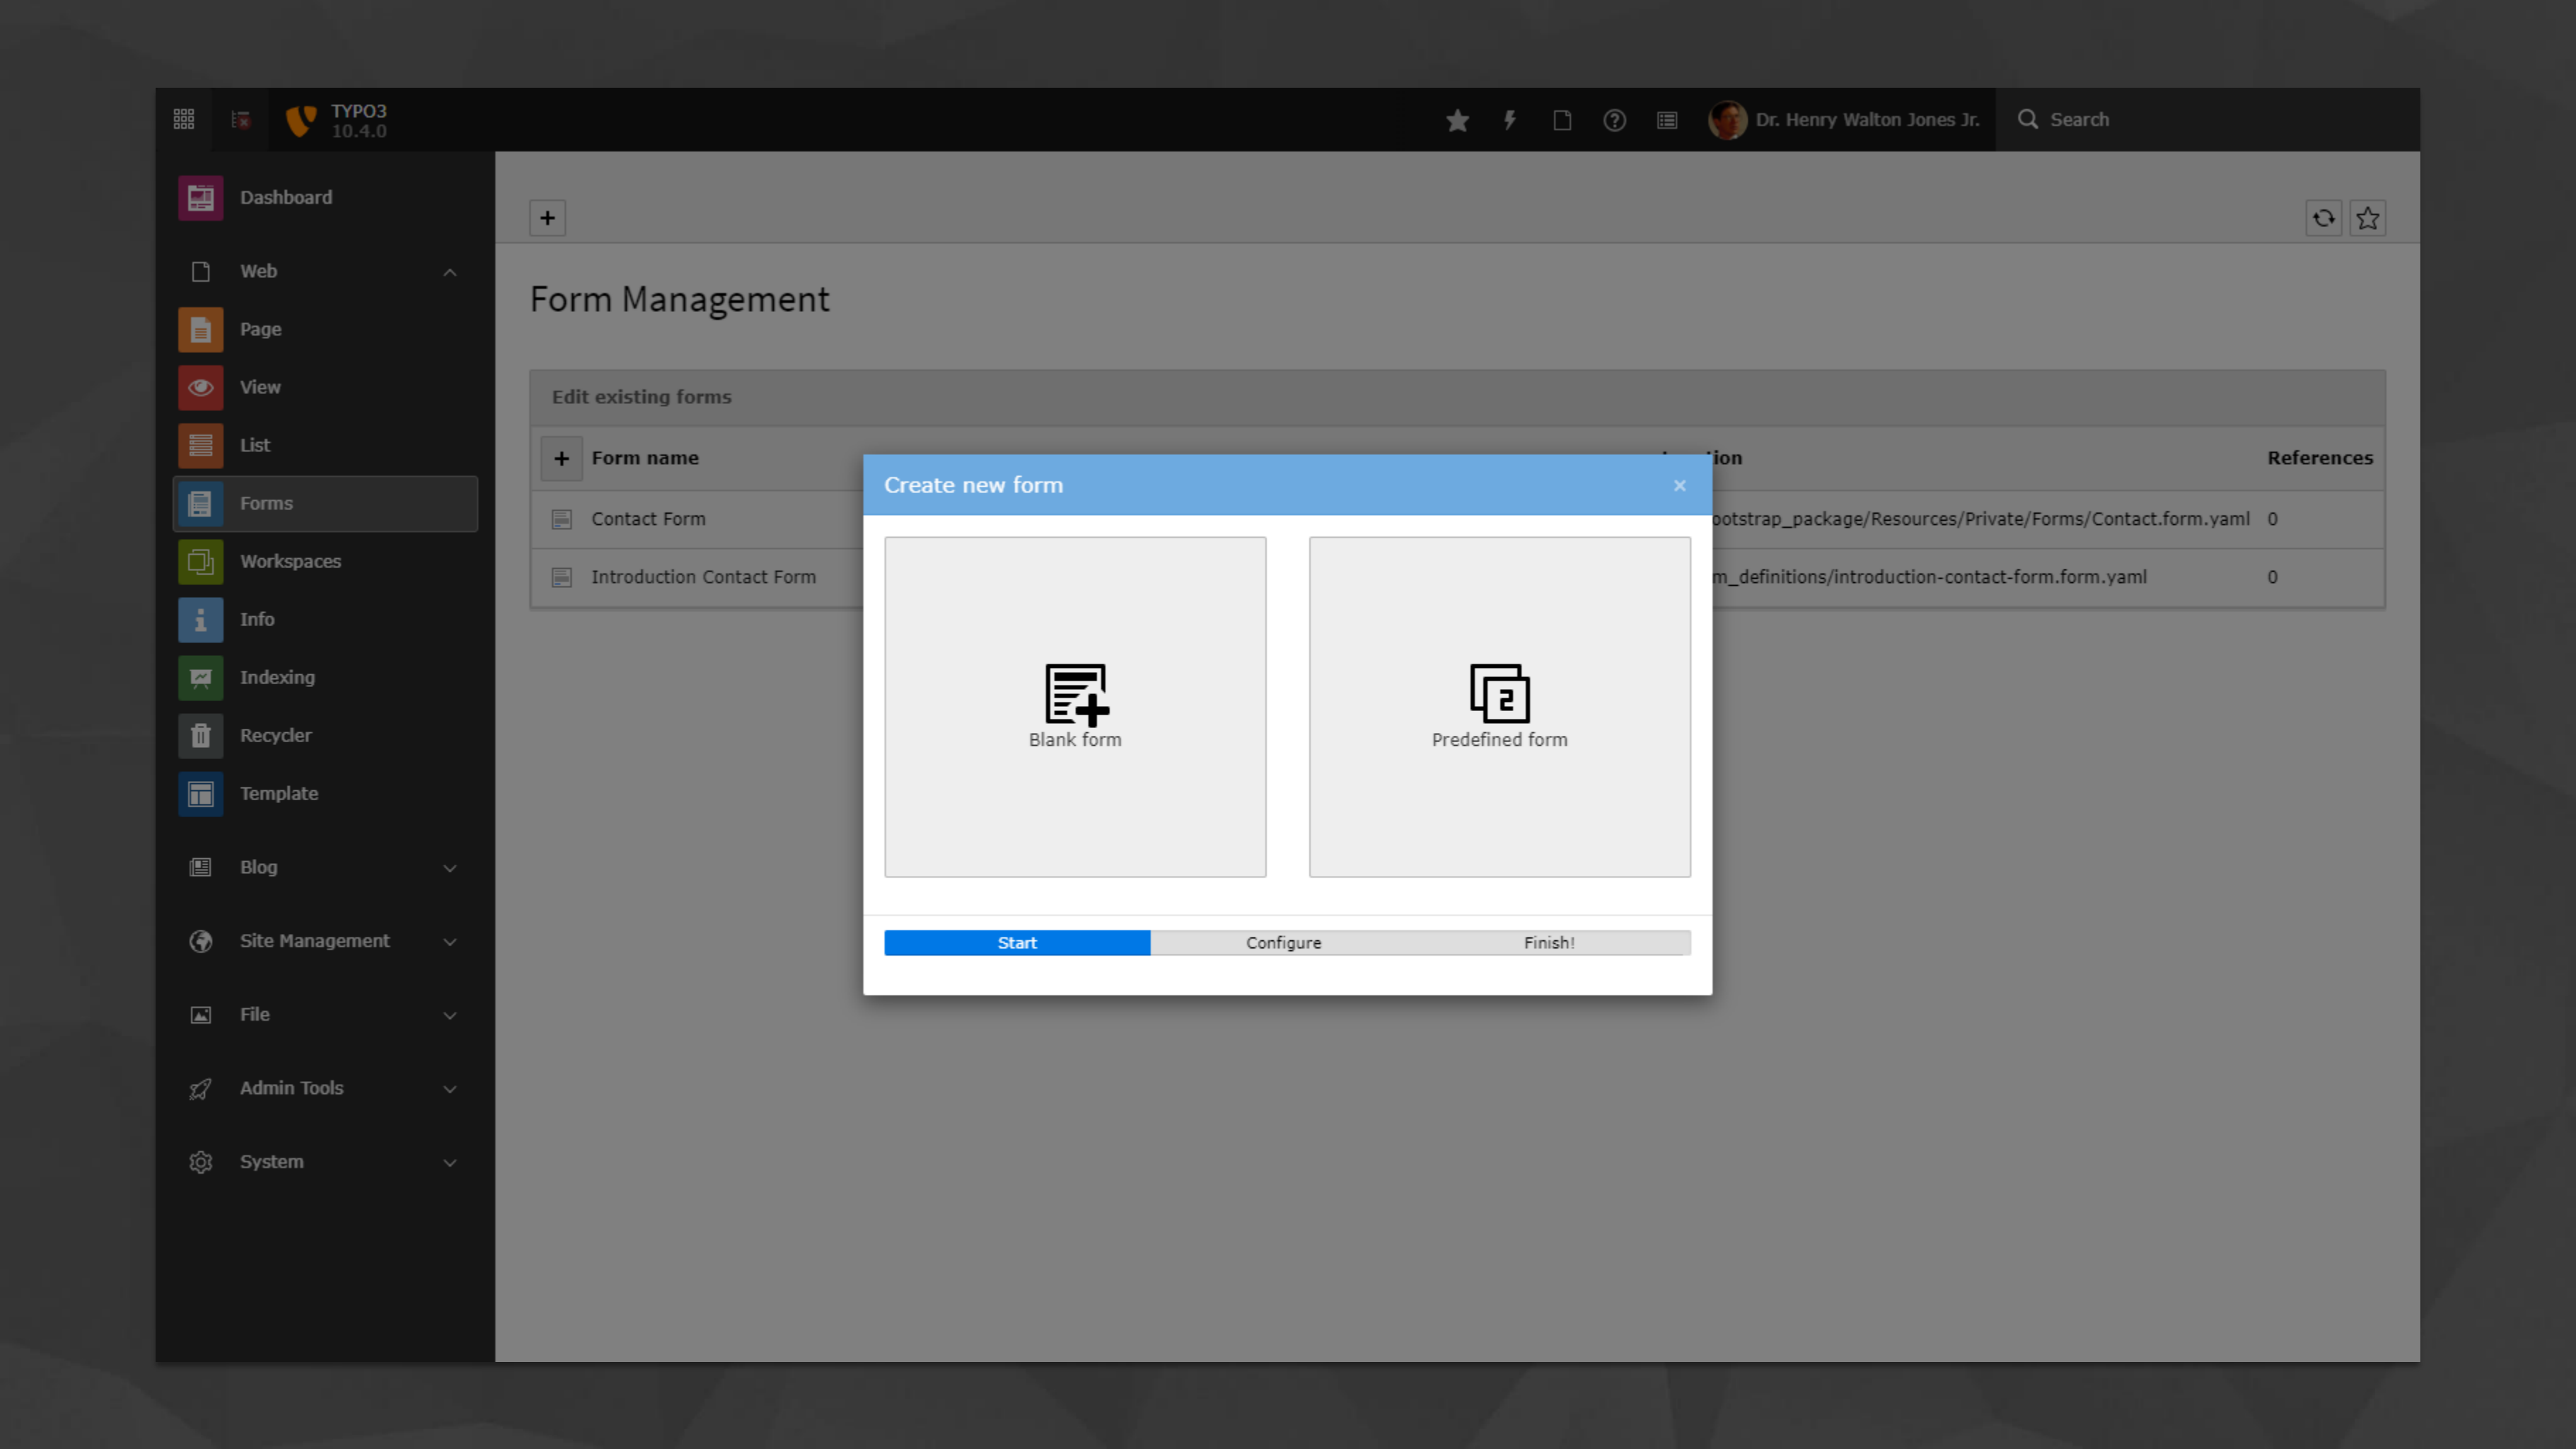 TYPO3
10.4.0
Dr. Henry Walton Jones Jr.
Search
Dashboard
Web
Page
View
List
Forms
Workspaces
Info
Indexing
Recycler
Template
Blog
Site Management
File
Admin Tools
System
Form Management
Edit existing forms
Form name
References
Contact Form
ootstrap_package/Resources/Private/Forms/Contact.form.yaml 0
Introduction Contact Form
m_definitions/introduction-contact-form.form.yaml 0
Create new form
×
Blank form
2
Predefined form
Start Configure Finish!